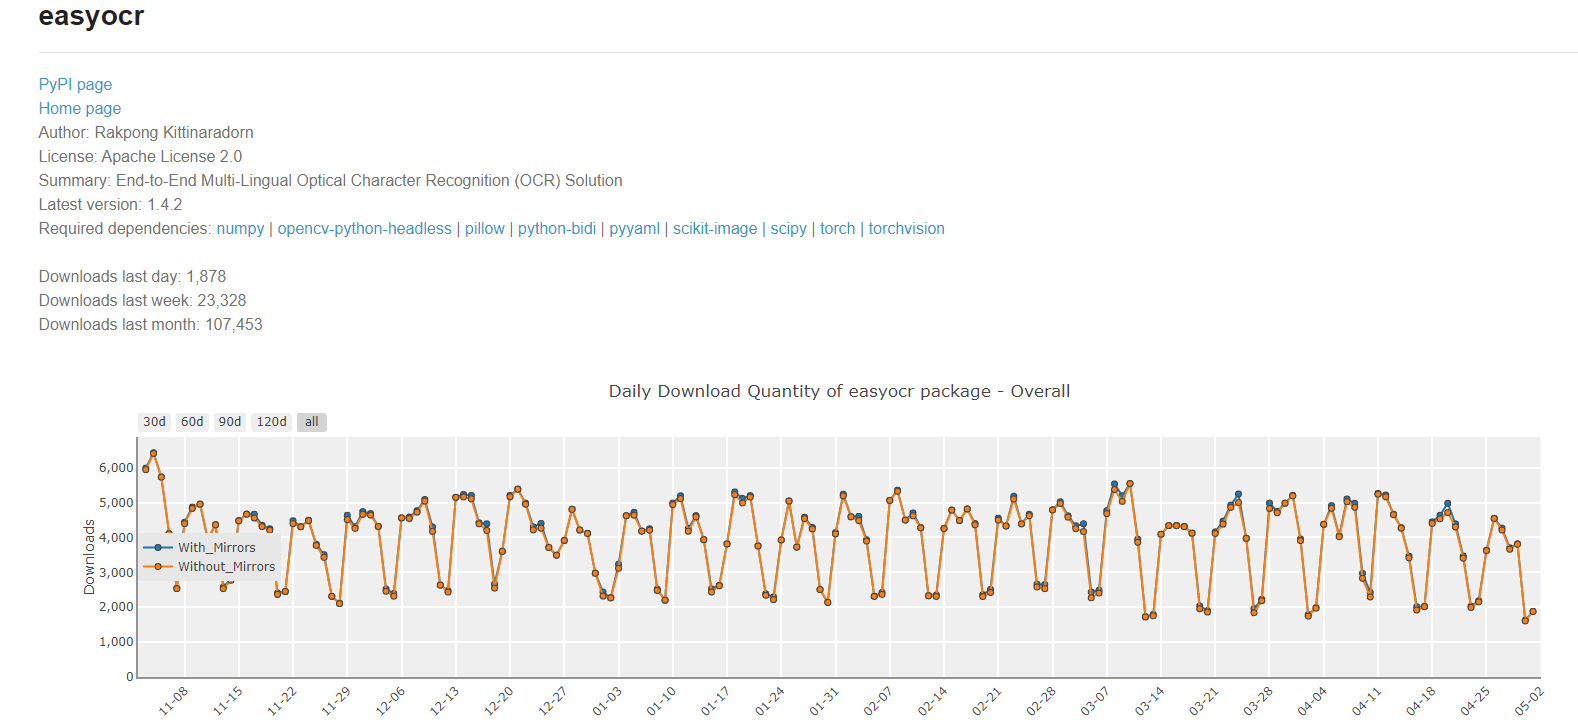 easyocr
PyPI page
Home page
Author: Rakpong Kittinaradorn
License: Apache License 2.0
Summary: End-to-End Multi-Lingual Optical Character Recognition (OCR) Solution
Latest version: 1.4.2
Required dependencies: numpy | opencv-python-headless | pillow | python-bidi | pyyaml | scikit-image | scipy | torch | torchvision
Downloads last day: 1,878
Downloads last week: 23,328
Downloads last month: 107,453
Daily Download Quantity of easyocr package - Overall
30d 60d 90d 120d all
Downloads
6,000
5,000
4,000
3,000
2,000
1,000
0
With_Mirrors
Without_Mirrors
11-08 11-15 11-22 11-29 12-06 12-13 12-20 12-27 01-03 01-10 01-17 01-24 01-31 02-07 02-14 02-21 02-28 03-07 03-14 03-21 03-28 04-04 04-11 04-18 04-25 05-02